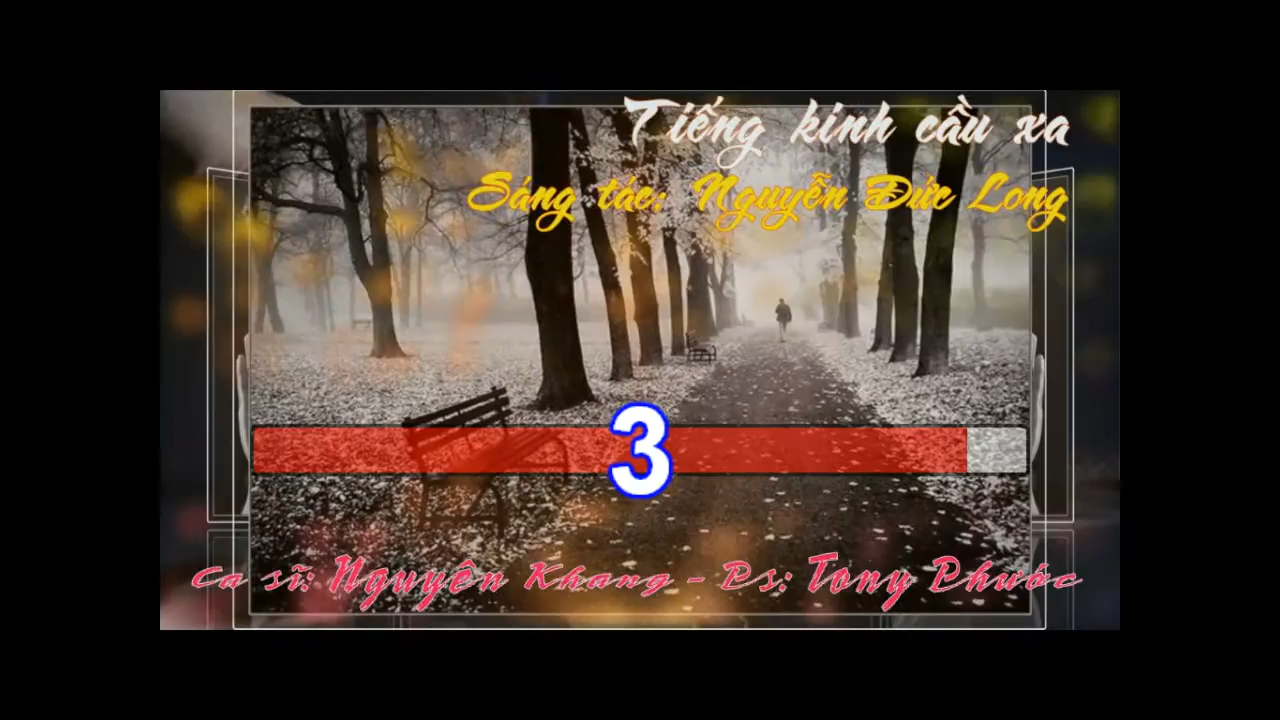 Tiếng kinh cầu xa
Sáng tác: Nguyễn Đức Long
3
Ca sĩ: Nguyên Khang - Ps: Tony Phước